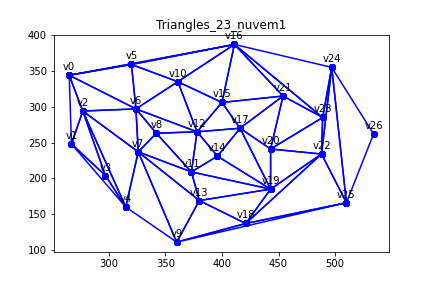 Triangles_23_nuvem1
400
350
300
250
200
150
100
300
350
400
450
500
v16
v5
v24
v0
v10
v21
v15
v2
v6
v23
v12
v17
v8
v26
v1
v20
v7
v14
v22
v11
v3
v19
v13
v4
v25
v18
v9